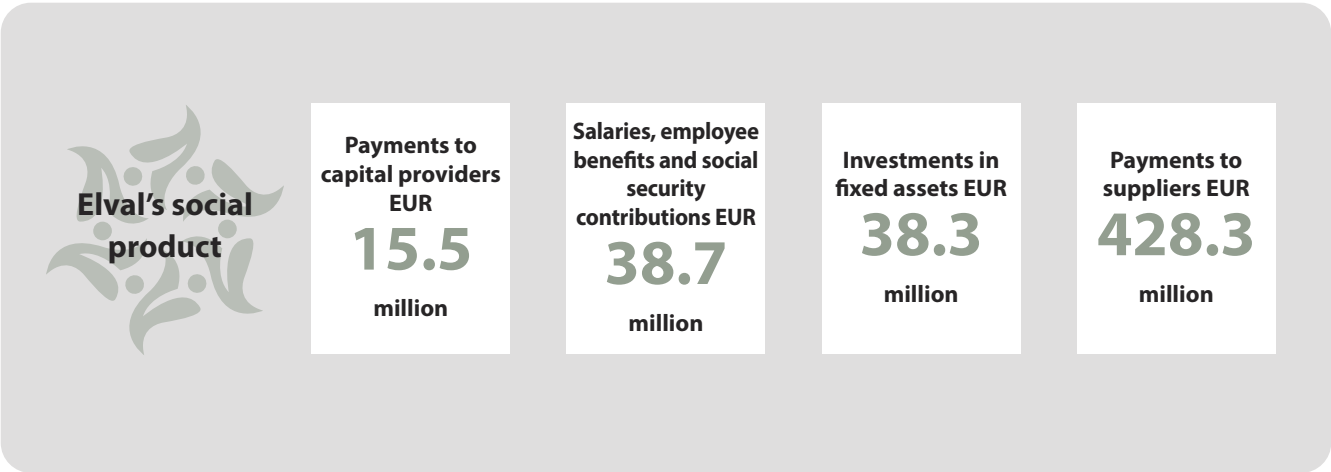 Elval’s social
product
Payments to
capital providers
EUR
15.5
million
Salaries, employee
benefits and social
security
contributions EUR
38.7
million
Investments in
fixed assets EUR
38.3
million
Payments to
suppliers EUR
428.3
million